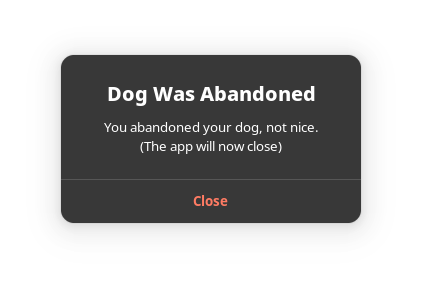 Dog Was Abandoned
You abandoned your dog, not nice.
(The app will now close)
Close